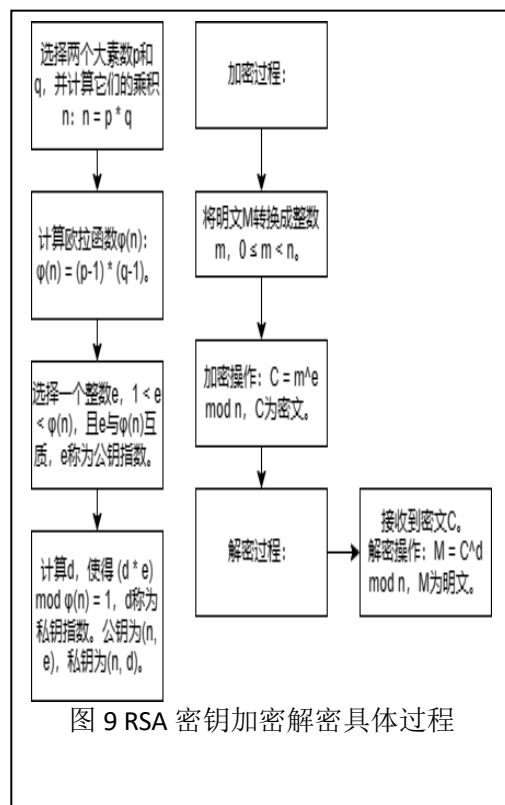 选择两个大素数p和
q，并计算它们的乘积
n：n = p * q
计算欧拉函数φ(n)：
φ(n) = (p-1) * (q-1)。
选择一个整数e，1 < e
< φ(n)，且e与φ(n)互
质，e称为公钥指数。
计算d，使得 (d * e)
mod φ(n) = 1，d称为
私钥指数。公钥为(n,
e)，私钥为(n, d)。
加密过程：
将明文M转换成整数
m，0 ≤ m < n。
加密操作：C = m^e
mod n，C为密文。
解密过程：
接收到密文C。
解密操作：M = C^d
mod n，M为明文。
图 9 RSA 密钥加密解密具体过程